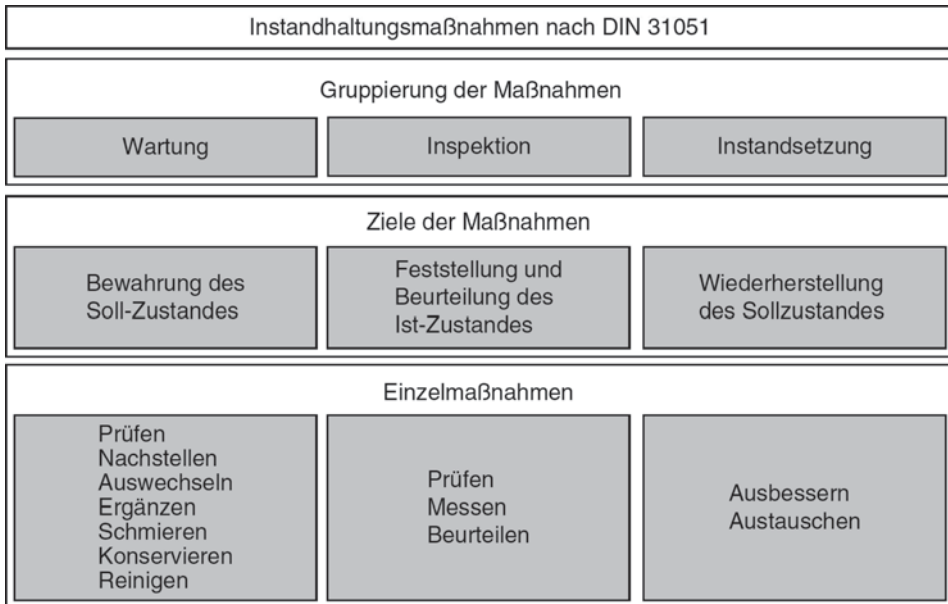 Instandhaltungsmaßnahmen nach DIN 31051
Gruppierung der Maßnahmen
Wartung
Inspektion
Instandsetzung
Ziele der Maßnahmen
Bewahrung des
Soll-Zustandes
Feststellung und
Beurteilung des
Ist-Zustandes
Wiederherstellung
des Sollzustandes
Einzelmaßnahmen
Prüfen
Nachstellen
Auswechseln
Ergänzen
Schmieren
Konservieren
Reinigen
Prüfen
Messen
Beurteilen
Ausbessern
Austauschen